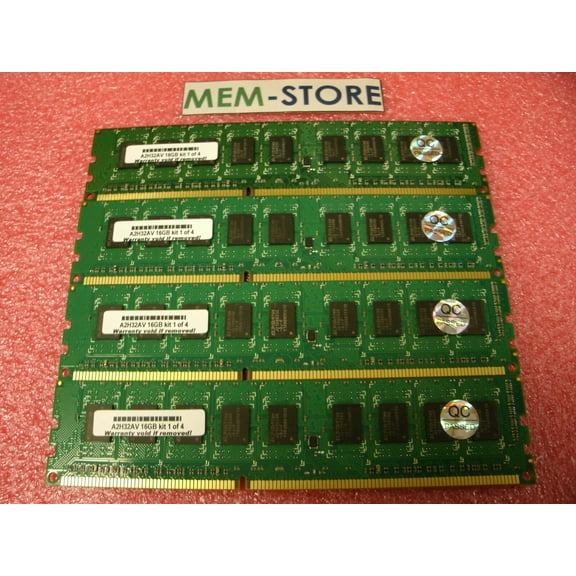 MEM-STORE
A2H32AV 16GB kit 1 of 4
Warranty void if removed!
QC
A2H32AV 16GB kit 1 of 4
Warranty void if removed!
QC
A2H32AV 16GB kit 1 of 4
Warranty void if removed!
QC
A2H32AV 16GB kit 1 of 4
Warranty void if removed!
QC
PASSED